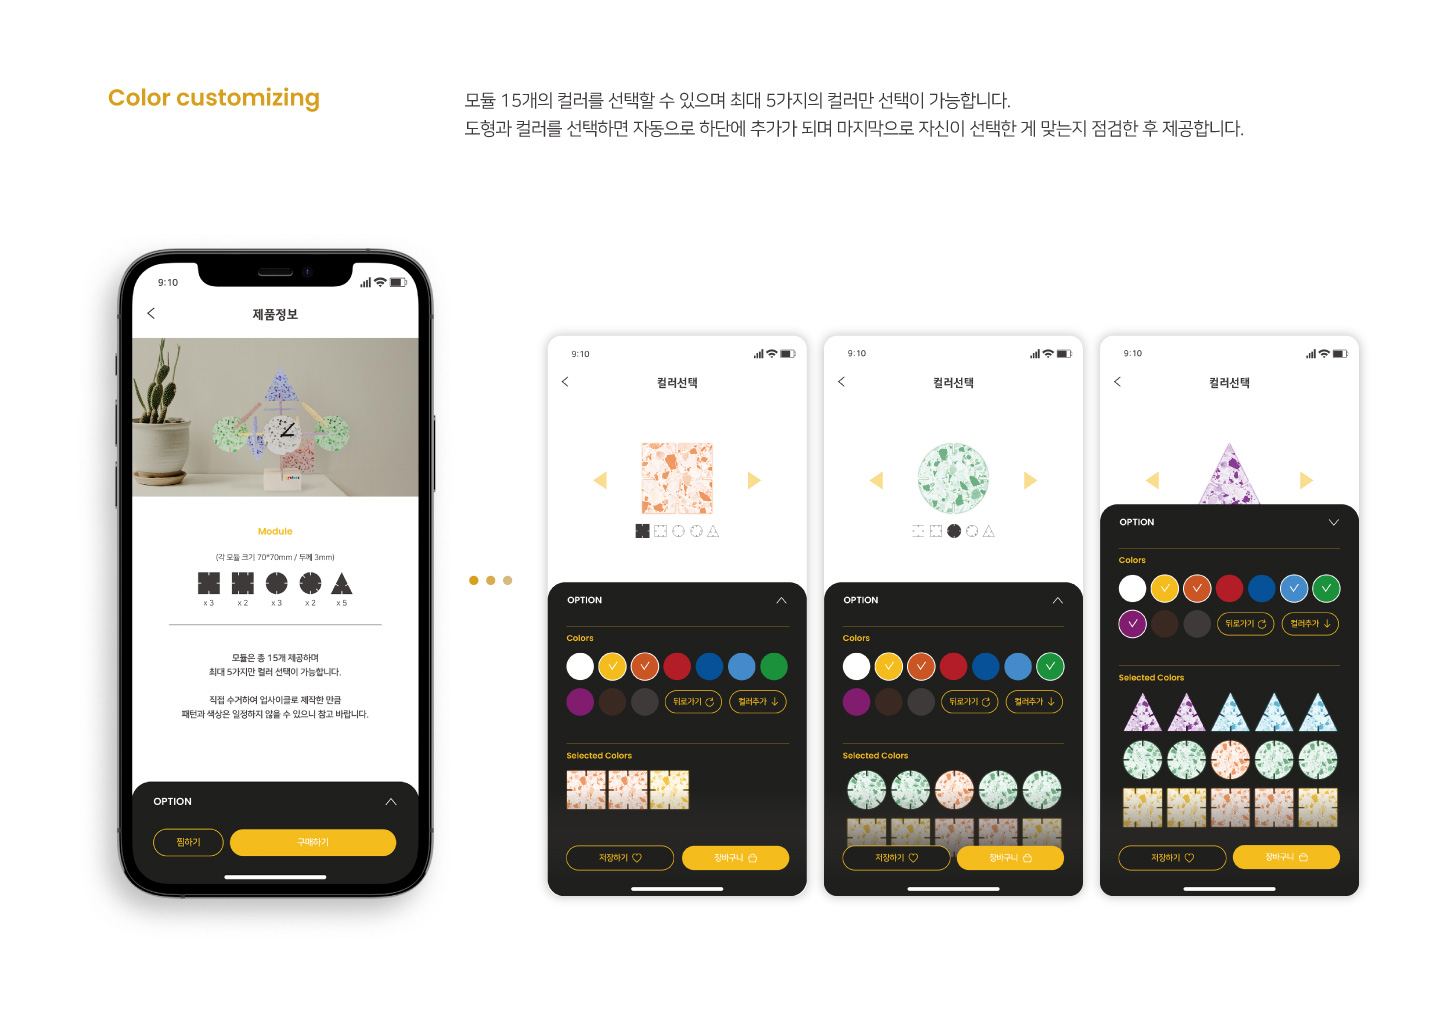 Color customizing
모듈 15개의 컬러를 선택할 수 있으며 최대 5가지의 컬러만 선택이 가능합니다.
도형과 컬러를 선택하면 자동으로 하단에 추가가 되며 마지막으로 자신이 선택한 게 맞는지 점검한 후 제공합니다.
9:10
제품정보
Module
(각 모듈 크기 70*70mm / 두께 3mm)
x 3 x 2 x 3 x 2 x 5
모듈은 총 15개 제공하며
최대 5가지만 컬러 선택이 가능합니다.
직접 수거하여 업사이클로 제작한 만큼
패턴과 색상은 일정하지 않을 수 있으니 참고 바랍니다.
OPTION
찜하기 구매하기
9:10
컬러선택
OPTION
Colors
뒤로가기 컬러추가
Selected Colors
저장하기 장바구니
9:10
컬러선택
OPTION
Colors
뒤로가기 컬러추가
Selected Colors
저장하기 장바구니
9:10
컬러선택
OPTION
Colors
뒤로가기 컬러추가
Selected Colors
저장하기 장바구니